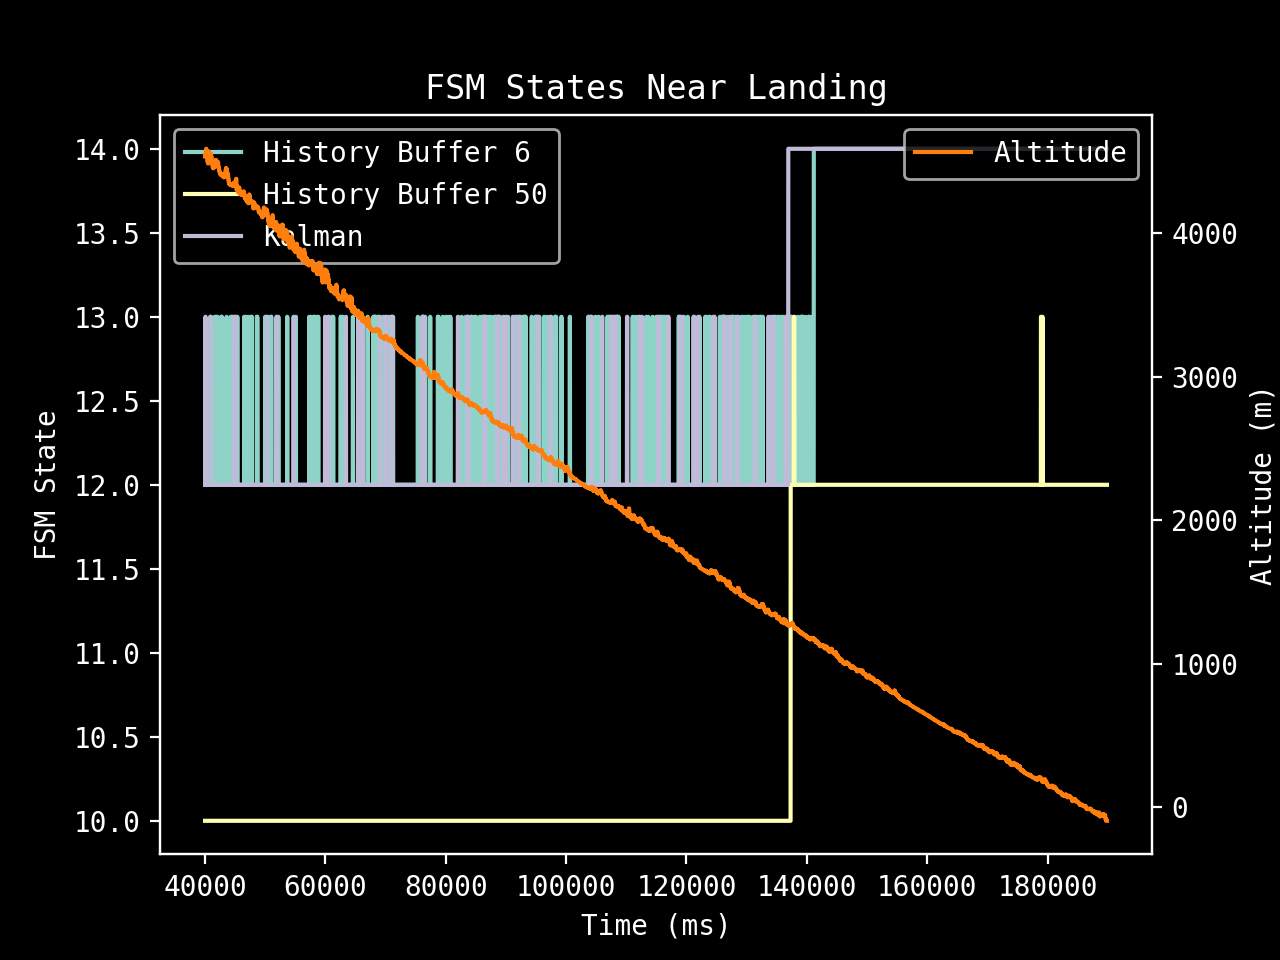 FSM States Near Landing
History Buffer 6
History Buffer 50
Kalman
Altitude
14.0
13.5
13.0
12.5
12.0
11.5
11.0
10.5
10.0
FSM State
4000
3000
2000
1000
0
Altitude (m)
40000 60000 80000 100000 120000 140000 160000 180000
Time (ms)